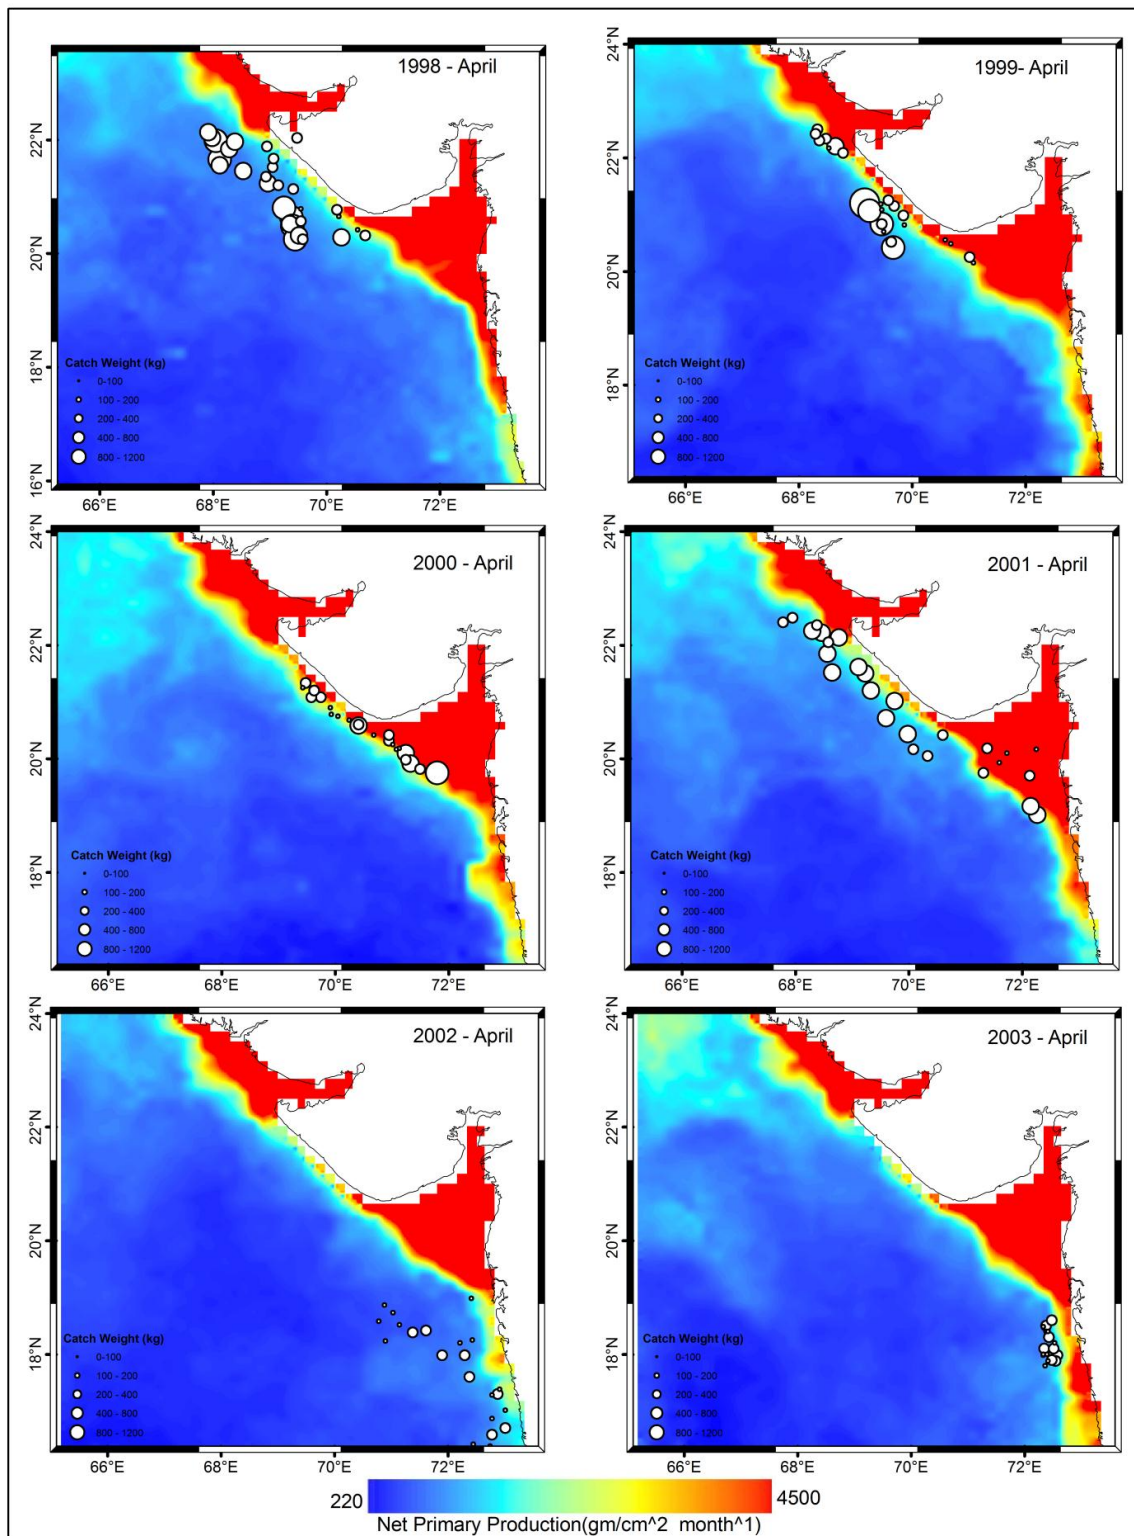 1998 - April
22°N
20°N
18°N
16°N
Catch Weight (kg)
0-100
100 - 200
200 - 400
400 - 800
800 - 1200
66°E 68°E 70°E 72°E
1999- April
24°N
22°N
20°N
18°N
Catch Weight (kg)
0-100
100 - 200
200 - 400
400 - 800
800 - 1200
66°E 68°E 70°E 72°E
2000 - April
24°N
22°N
20°N
18°N
Catch Weight (kg)
0-100
100 - 200
200 - 400
400 - 800
800 - 1200
66°E 68°E 70°E 72°E
2001 - April
24°N
22°N
20°N
18°N
Catch Weight (kg)
0-100
100 - 200
200 - 400
400 - 800
800 - 1200
66°E 68°E 70°E 72°E
2002 - April
24°N
22°N
20°N
18°N
Catch Weight (kg)
0-100
100 - 200
200 - 400
400 - 800
800 - 1200
66°E 68°E 70°E 72°E
2003 - April
24°N
22°N
20°N
18°N
Catch Weight (kg)
0-100
100 - 200
200 - 400
400 - 800
800 - 1200
66°E 68°E 70°E 72°E
220 4500
Net Primary Production(gm/cm^2 month^1)